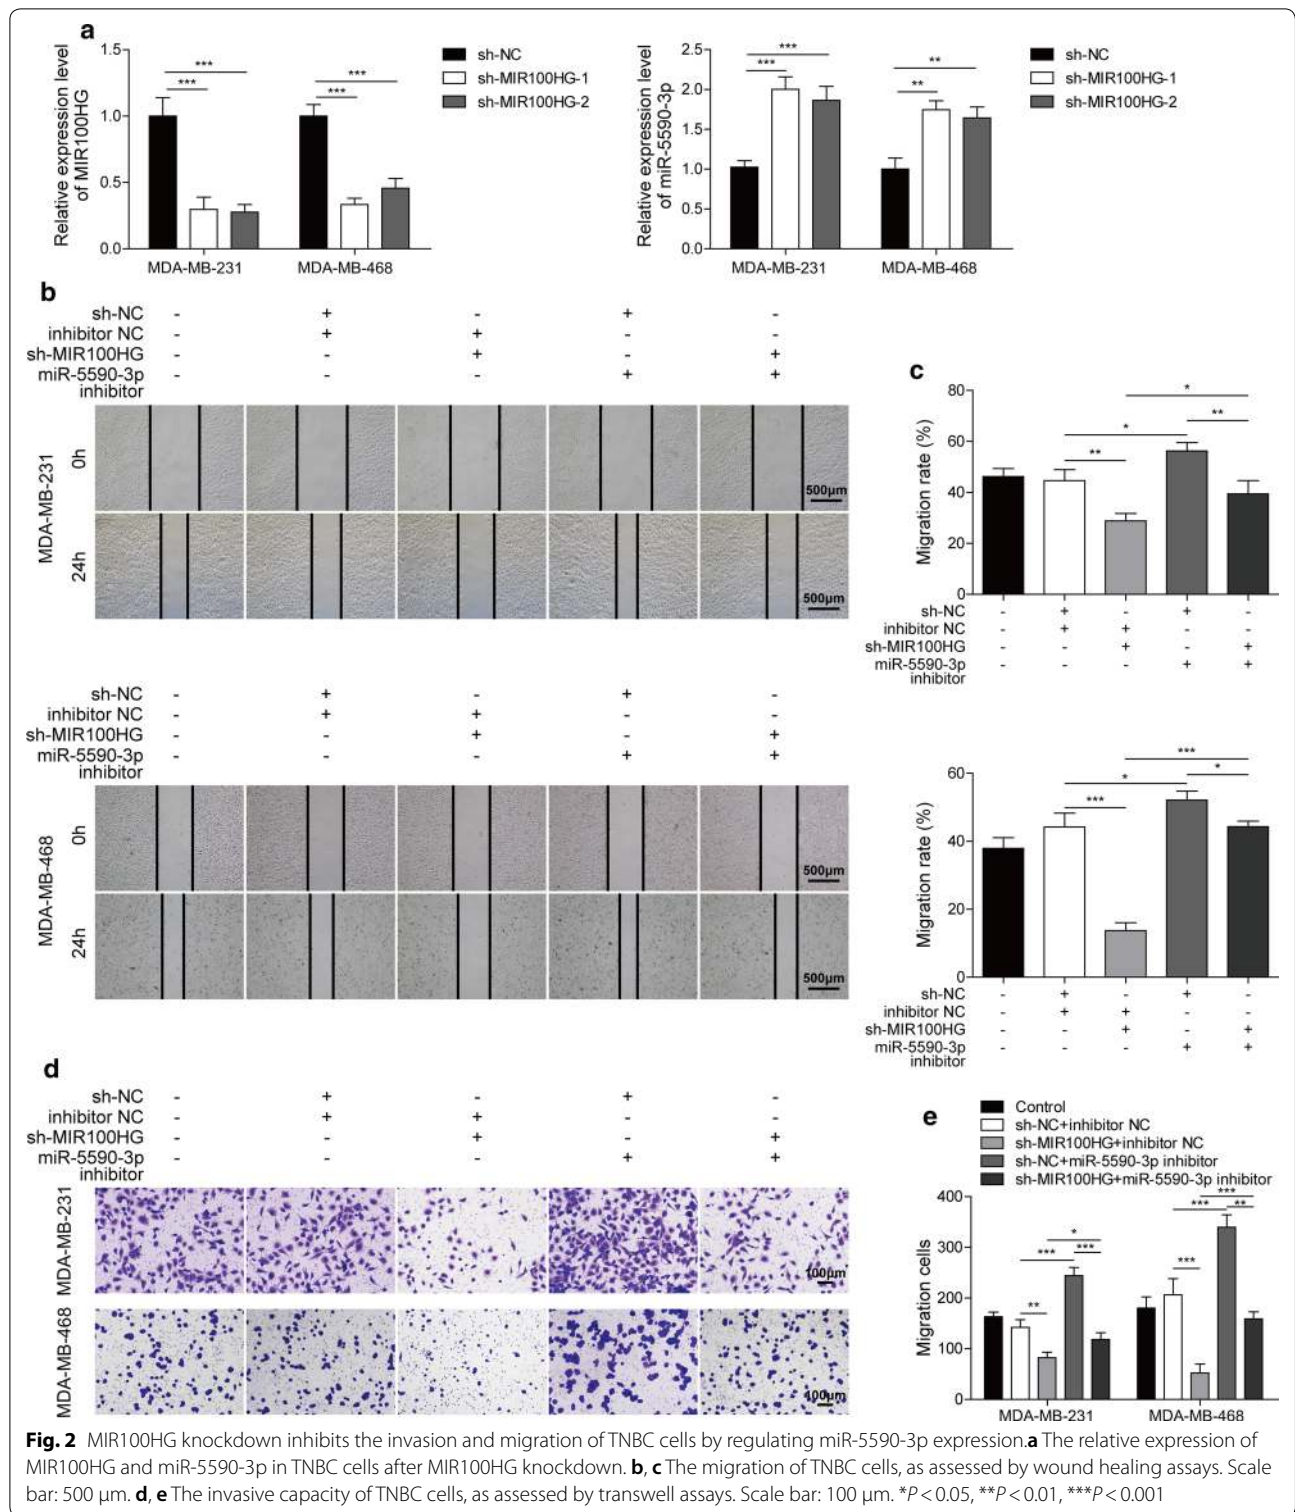 a
1.5
1.0
0.5
0.0
Relative expression level
of MIR100HG
***
***
***
***
MDA-MB-231
MDA-MB-468
sh-NC
sh-MIR100HG-1
sh-MIR100HG-2
2.5
2.0
1.5
1.0
0.5
0.0
Relative expression level
of miR-5590-3p
***
***
**
**
MDA-MB-231
MDA-MB-468
sh-NC
sh-MIR100HG-1
sh-MIR100HG-2
b
sh-NC - + - + -
inhibitor NC - + + - -
sh-MIR100HG - - + - +
miR-5590-3p - - - + +
inhibitor
MDA-MB-231
0h
500μm
24h
500μm
sh-NC - + - + -
inhibitor NC - + + - -
sh-MIR100HG - - + - +
miR-5590-3p - - - + +
inhibitor
MDA-MB-468
0h
500μm
24h
500μm
c
80
60
40
20
0
Migration rate (%)
*
**
*
**
sh-NC - + - + -
inhibitor NC - + + - -
sh-MIR100HG - - + - +
miR-5590-3p - - - + +
inhibitor
60
40
20
0
Migration rate (%)
***
*
*
***
sh-NC - + - + -
inhibitor NC - + + - -
sh-MIR100HG - - + - +
miR-5590-3p - - - + +
inhibitor
d
sh-NC - + - + -
inhibitor NC - + + - -
sh-MIR100HG - - + - +
miR-5590-3p - - - + +
inhibitor
MDA-MB-231
100μm
MDA-MB-468
100μm
e
Control
sh-NC+inhibitor NC
sh-MIR100HG+inhibitor NC
sh-NC+miR-5590-3p inhibitor
sh-MIR100HG+miR-5590-3p inhibitor
400
300
200
100
0
Migration cells
*
***
***
**
***
***
**
***
MDA-MB-231
MDA-MB-468
Fig. 2 MIR100HG knockdown inhibits the invasion and migration of TNBC cells by regulating miR-5590-3p expression.a The relative expression of
MIR100HG and miR-5590-3p in TNBC cells after MIR100HG knockdown. b, c The migration of TNBC cells, as assessed by wound healing assays. Scale
bar: 500 μm. d, e The invasive capacity of TNBC cells, as assessed by transwell assays. Scale bar: 100 μm. *P < 0.05, **P < 0.01, ***P < 0.001